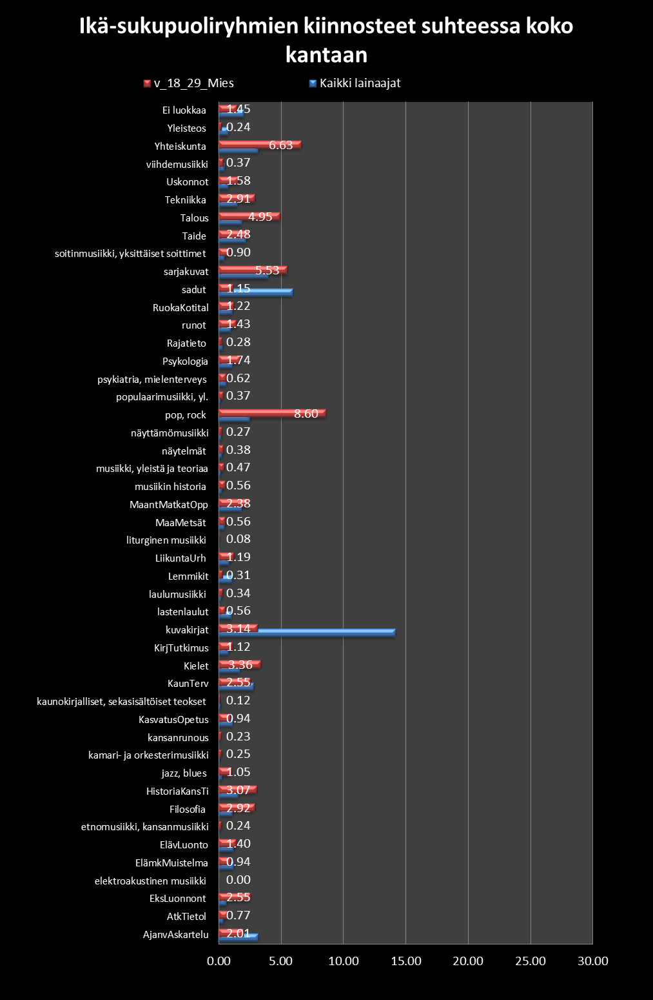 Ikä-sukupuoliryhmien kiinnosteet suhteessa koko
kantaan
v_18_29_Mies Kaikki lainaajat
Ei luokkaa 1.45
Yleisteos 0.24
Yhteiskunta 6.63
viihdemusiikki 0.37
Uskonnot 1.58
Tekniikka 2.91
Talous 4.95
Taide 2.48
soitinmusiikki, yksittäiset soittimet 0.90
sarjakuvat 5.53
sadut 1.15
RuokaKotital 1.22
runot 1.43
Rajatieto 0.28
Psykologia 1.74
psykiatria, mielenterveys 0.62
populaarimusiikki, yl. 0.37
pop, rock 8.60
näyttämömusiikki 0.27
näytelmät 0.38
musiikki, yleistä ja teoriaa 0.47
musiikin historia 0.56
MaantMatkatOpp 2.38
MaaMetsät 0.56
liturginen musiikki 0.08
LiikuntaUrh 1.19
Lemmikit 0.31
laulumusiikki 0.34
lastenlaulut 0.56
kuvakirjat 3.14
KirjTutkimus 1.12
Kielet 3.36
KaunTerv 2.55
kaunokirjalliset, sekasisältöiset teokset 0.12
KasvatusOpetus 0.94
kansanrunous 0.23
kamari- ja orkesterimusiikki 0.25
jazz, blues 1.05
HistoriaKansTi 3.07
Filosofia 2.92
etnomusiikki, kansanmusiikki 0.24
ElävLuonto 1.40
ElämkMuistelma 0.94
elektroakustinen musiikki 0.00
EksLuonnont 2.55
AtkTietol 0.77
AjanvAskartelu 2.01
0.00 5.00 10.00 15.00 20.00 25.00 30.00